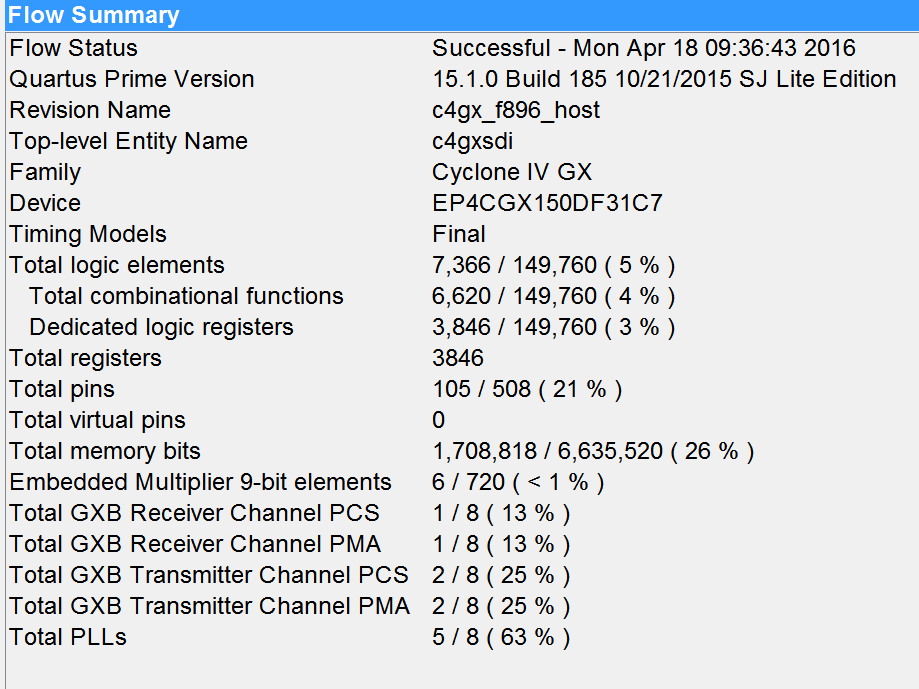 Flow Summary
Flow Status Successful - Mon Apr 18 09:36:43 2016
Quartus Prime Version 15.1.0 Build 185 10/21/2015 SJ Lite Edition
Revision Name c4gx_f896_host
Top-level Entity Name c4gxsdi
Family Cyclone IV GX
Device EP4CGX150DF31C7
Timing Models Final
Total logic elements 7,366 / 149,760 ( 5 % )
Total combinational functions 6,620 / 149,760 ( 4 % )
Dedicated logic registers 3,846 / 149,760 ( 3 % )
Total registers 3846
Total pins 105 / 508 ( 21 % )
Total virtual pins 0
Total memory bits 1,708,818 / 6,635,520 ( 26 % )
Embedded Multiplier 9-bit elements 6 / 720 ( < 1 % )
Total GXB Receiver Channel PCS 1 / 8 ( 13 % )
Total GXB Receiver Channel PMA 1 / 8 ( 13 % )
Total GXB Transmitter Channel PCS 2 / 8 ( 25 % )
Total GXB Transmitter Channel PMA 2 / 8 ( 25 % )
Total PLLs 5 / 8 ( 63 % )